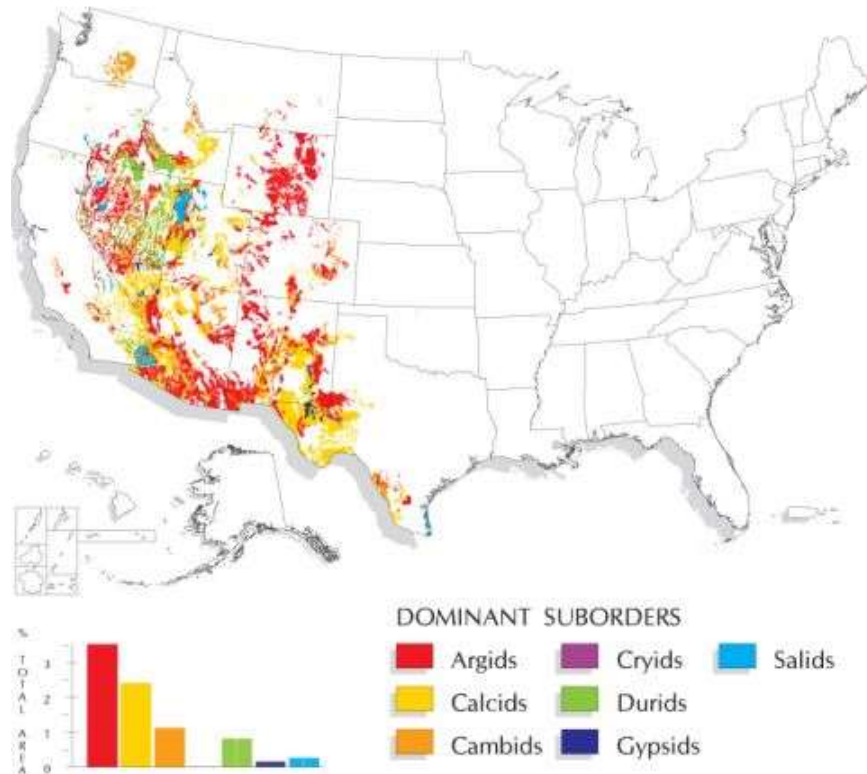 DOMINANT SUBORDERS
Argids
Cryids
Salids
Calcids
Durids
Cambids
Gypsids
% TOTAL AREA
3
2
1
0